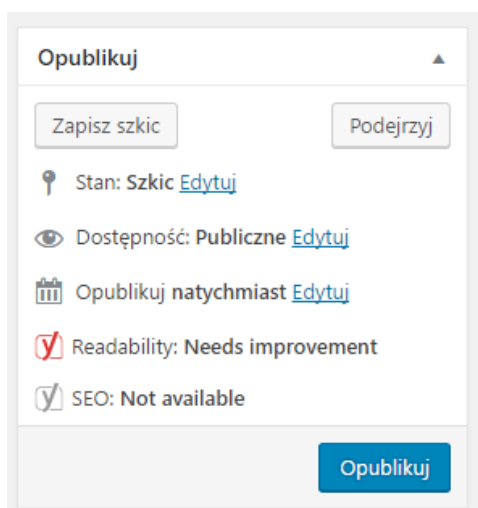 Opublikuj
Zapisz szkic Podejrzyj
Stan: Szkic Edytuj
Dostępność: Publiczne Edytuj
Opublikuj natychmiast Edytuj
Readability: Needs improvement
SEO: Not available
Opublikuj